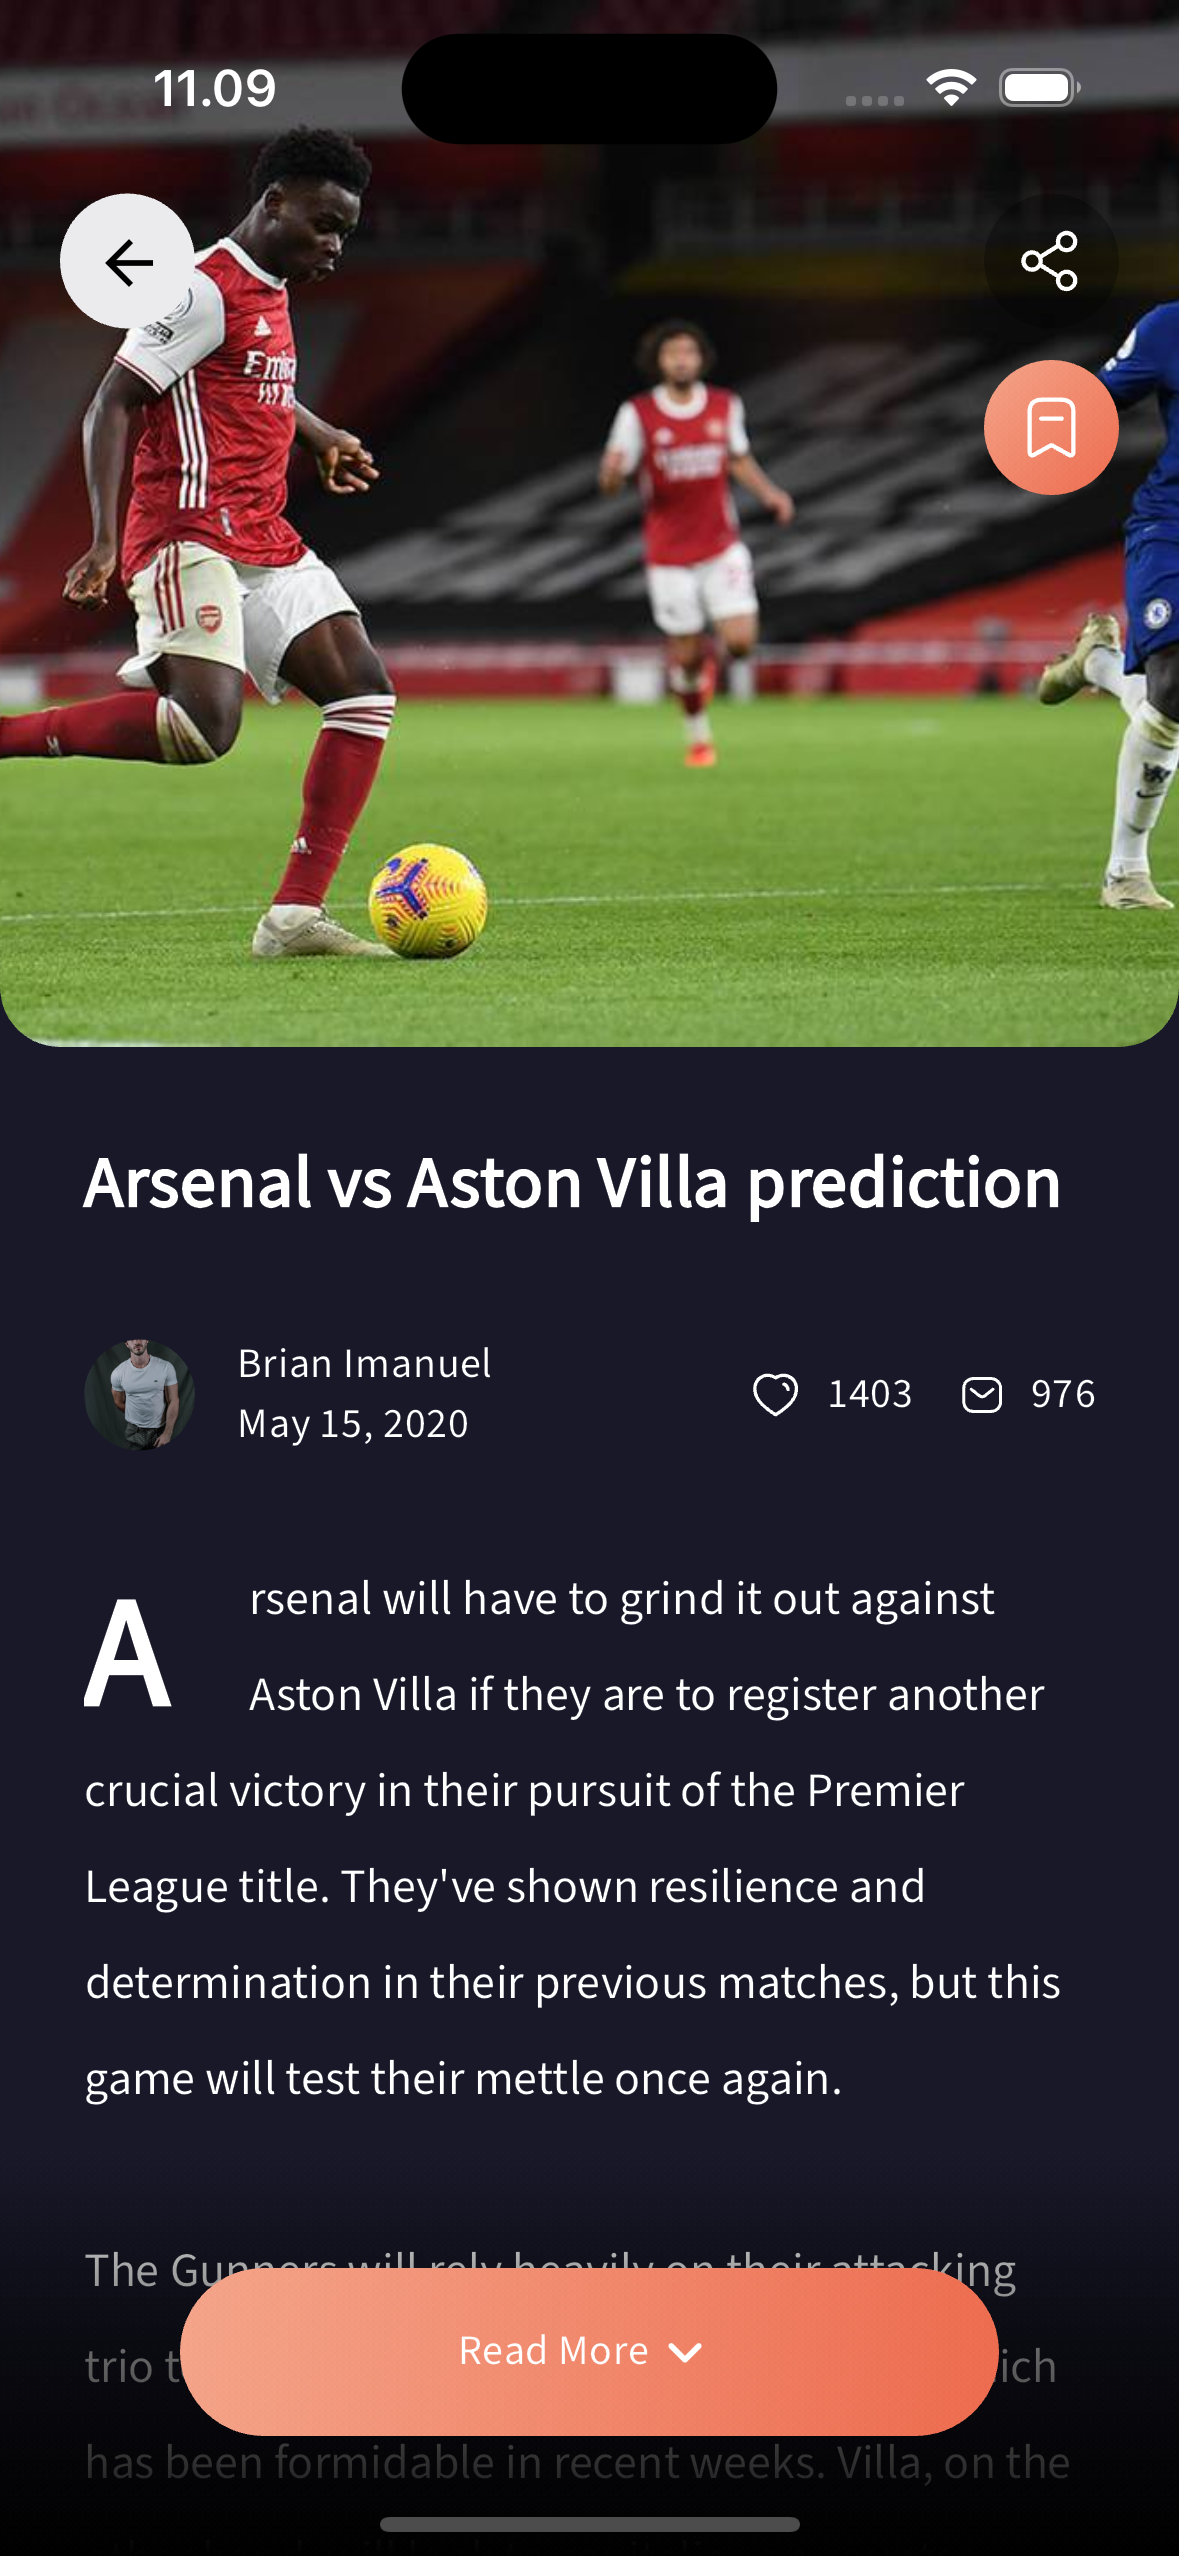 11.09
Emirates
Arsenal vs Aston Villa prediction
Brian Imanuel
May 15, 2020
1403 976
Arsenal will have to grind it out against
Aston Villa if they are to register another
crucial victory in their pursuit of the Premier
League title. They've shown resilience and
determination in their previous matches, but this
game will test their mettle once again.
The Gunners will rely heavily on their attacking
trio
Read More
has been formidable in recent weeks. Villa, on the